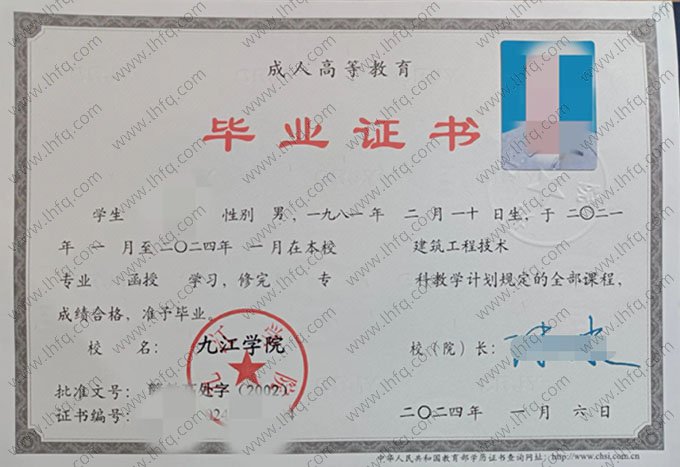 成人高等教育
毕业证书
学生 性别 男，一九八一年 二 月 一十 日生，于 二〇二一
年 一 月至 二〇二四年 一 月在本校 建筑工程技术
专业 函授 学习，修完 专 科教学计划规定的全部课程，
成绩合格，准予毕业。
校 名： 九江学院 校（院）长：
批准文号： 字（2002）
证书编号：
二〇二四年 一 月 六 日
中华人民共和国教育部学历证书查询网址：http://www.chsi.com.cn
www.lhfq.com